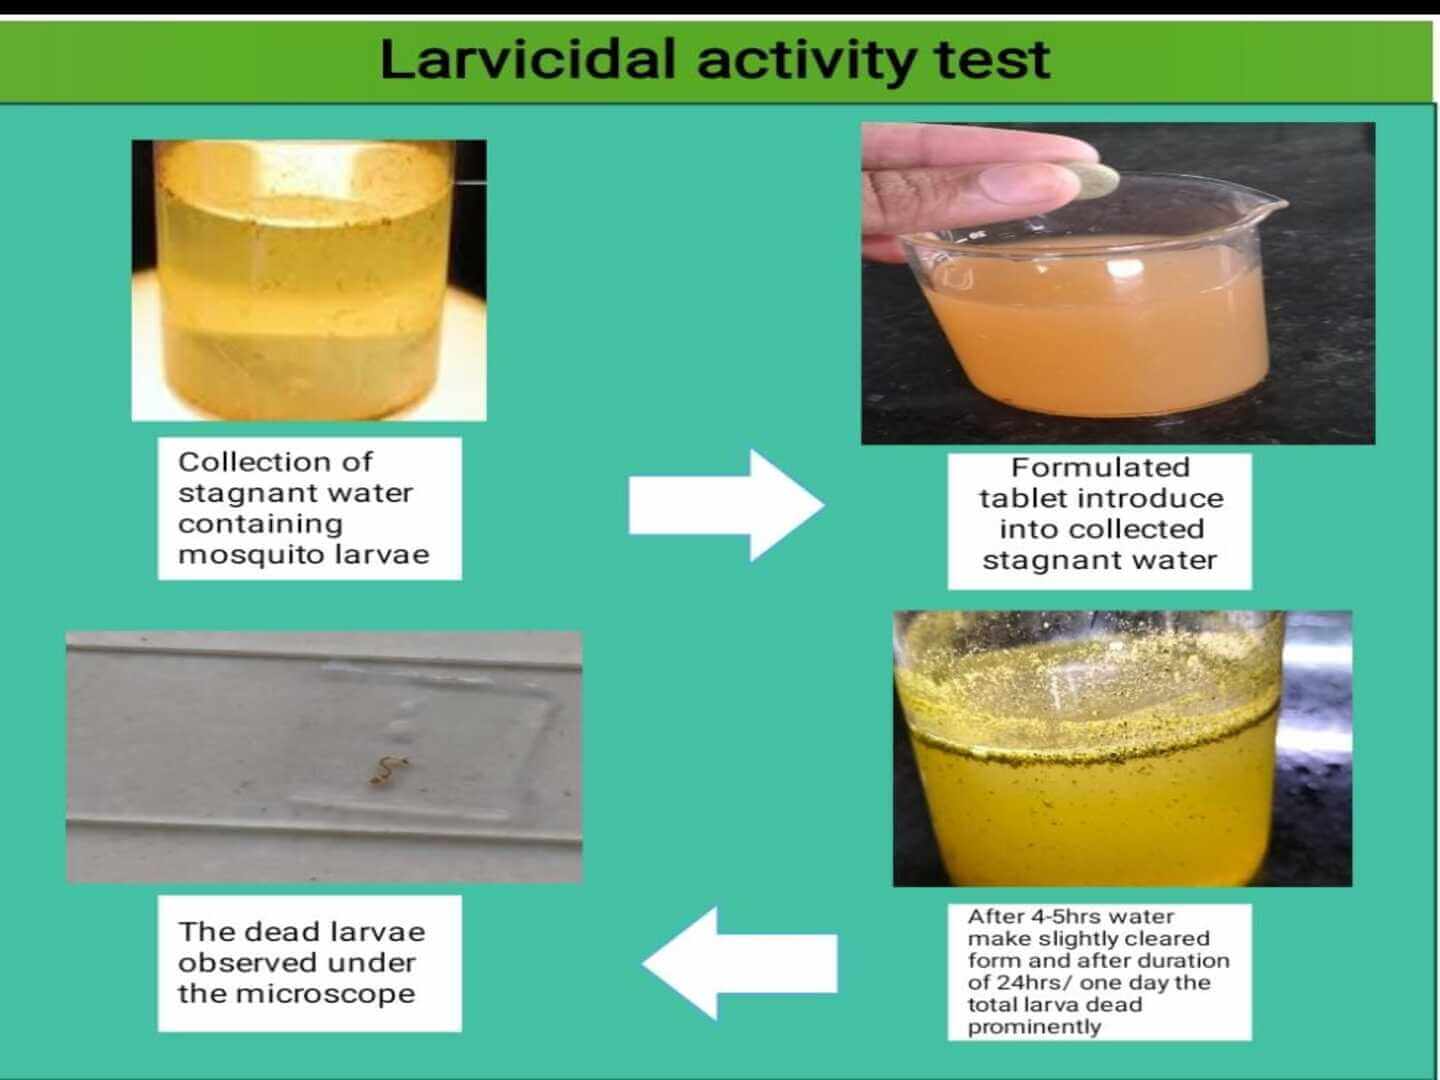 Larvicidal activity test
Collection of
stagnant water
containing
mosquito larvae
Formulated
tablet introduce
into collected
stagnant water
After 4-5hrs water
make slightly cleared
form and after duration
of 24hrs/ one day the
total larva dead
prominently
The dead larvae
observed under
the microscope